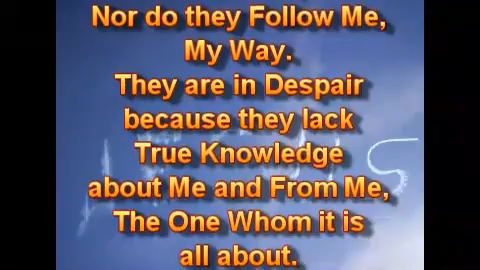 Nor do they Follow Me,
My Way.
They are in Despair
because they lack
True Knowledge
about Me and From Me,
The One Whom it is
all about.